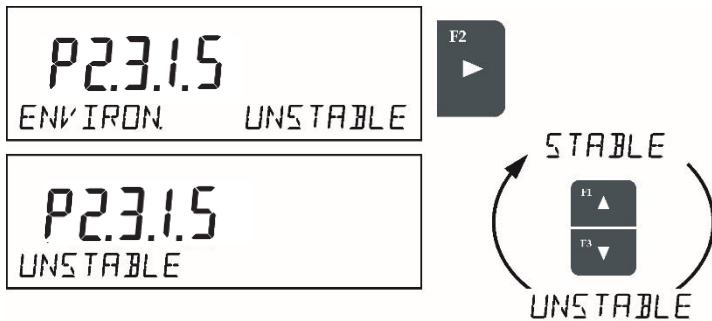 P2.3.1.5
ENVIRON. UNSTABLE
F2
P2.3.1.5
UNSTABLE
STABLE
F1
F3
UNSTABLE